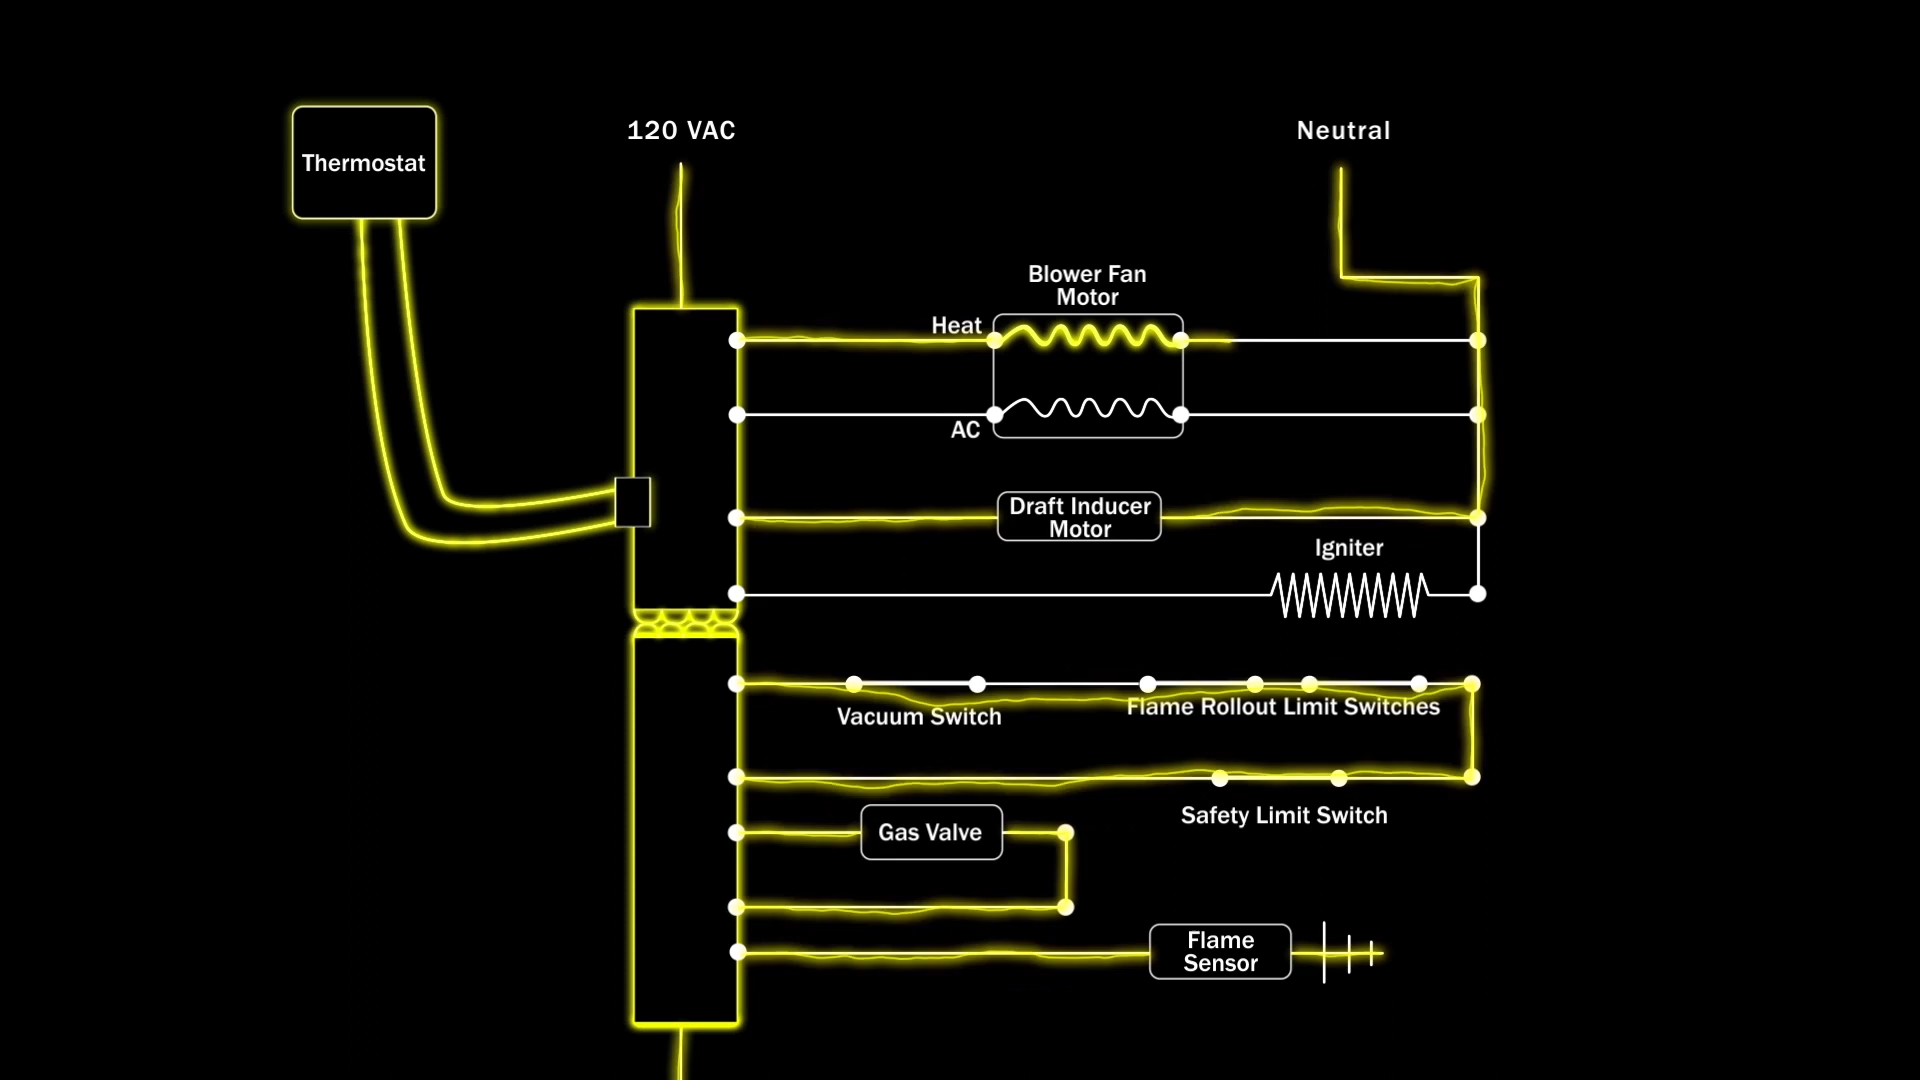 120 VAC
Neutral
Thermostat
Blower Fan
Motor
Heat
AC
Draft Inducer
Motor
Igniter
Vacuum Switch
Flame Rollout Limit Switches
Safety Limit Switch
Gas Valve
Flame
Sensor